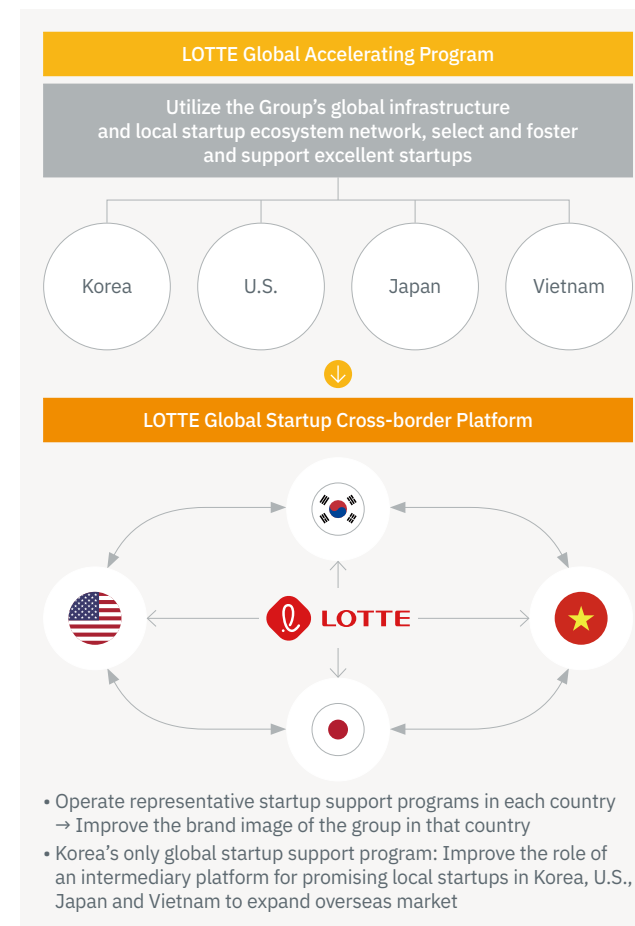 LOTTE Global Accelerating Program
Utilize the Group's global infrastructure
and local startup ecosystem network, select and foster
and support excellent startups
Korea
U.S.
Japan
Vietnam
LOTTE Global Startup Cross-border Platform
LOTTE
• Operate representative startup support programs in each country
→ Improve the brand image of the group in that country
• Korea's only global startup support program: Improve the role of
an intermediary platform for promising local startups in Korea, U.S.,
Japan and Vietnam to expand overseas market